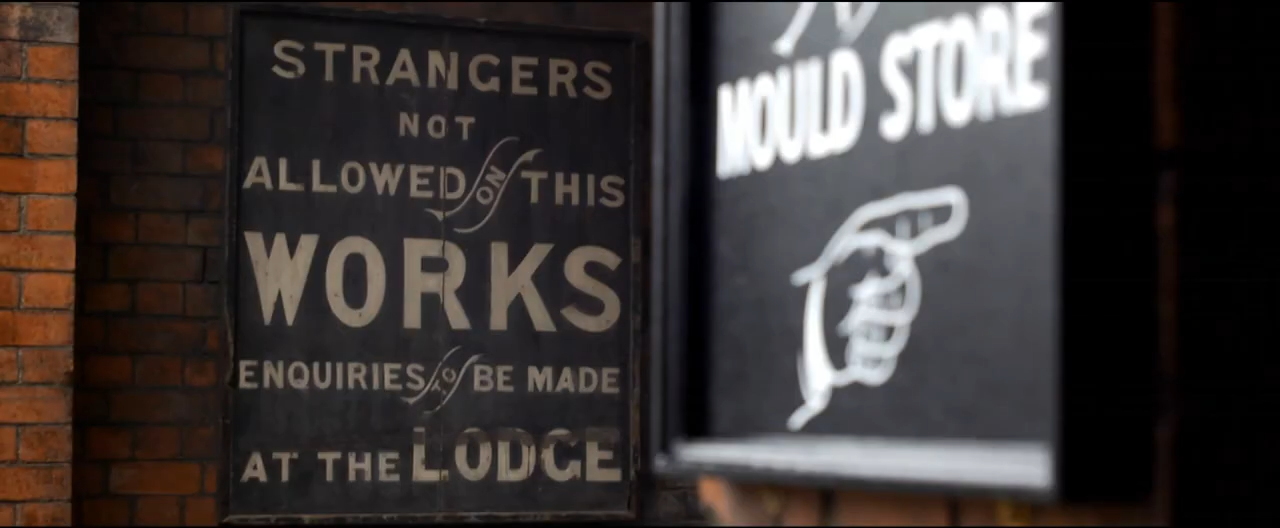 STRANGERS
NOT
ALLOWED ON THIS
WORKS
ENQUIRIES TO BE MADE
AT THE LODGE
MOULD STORE